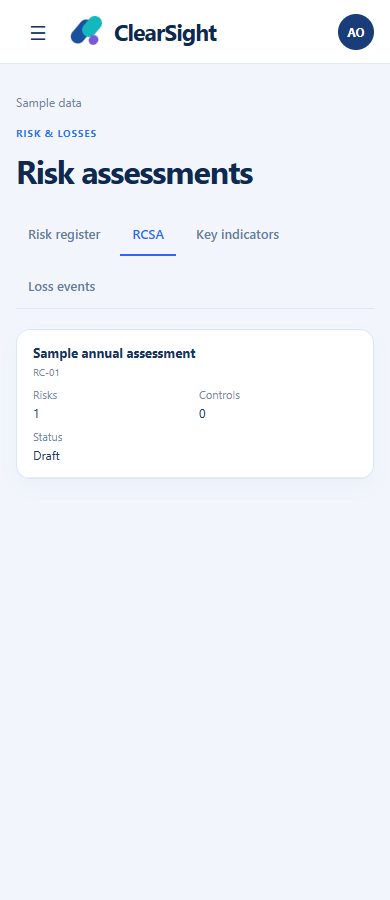 ClearSight
AO
Sample data
RISK & LOSSES
Risk assessments
Risk register RCSA Key indicators
Loss events
Sample annual assessment
RC-01
Risks Controls
1 0
Status
Draft